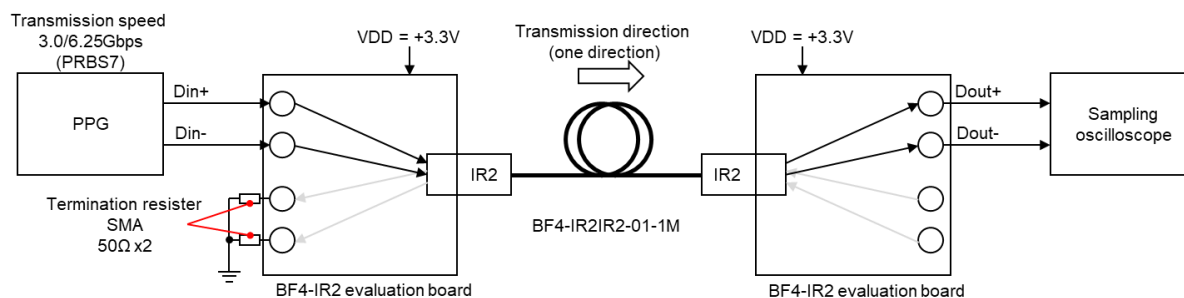 Transmission speed
3.0/6.25Gbps
(PRBS7)
PPG
Din+
Din-
VDD = +3.3V
Termination resister
SMA
50Ω x2
IR2
BF4-IR2 evaluation board
Transmission direction
(one direction)
BF4-IR2IR2-01-1M
VDD = +3.3V
IR2
BF4-IR2 evaluation board
Dout+
Dout-
Sampling
oscilloscope